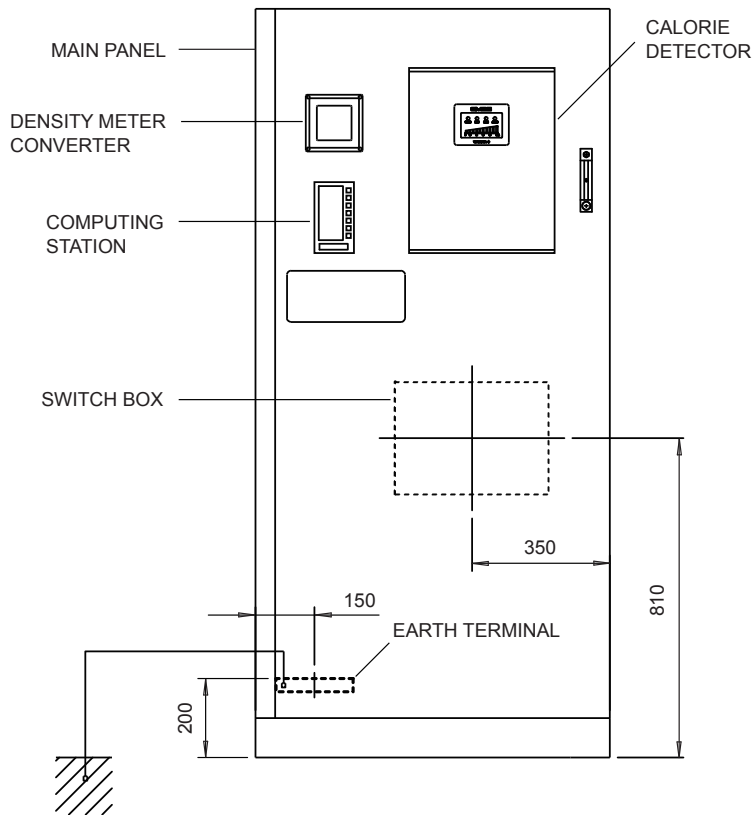 CALORIE
DETECTOR
MAIN PANEL
DENSITY METER
CONVERTER
COMPUTING
STATION
SWITCH BOX
350
810
150
EARTH TERMINAL
200